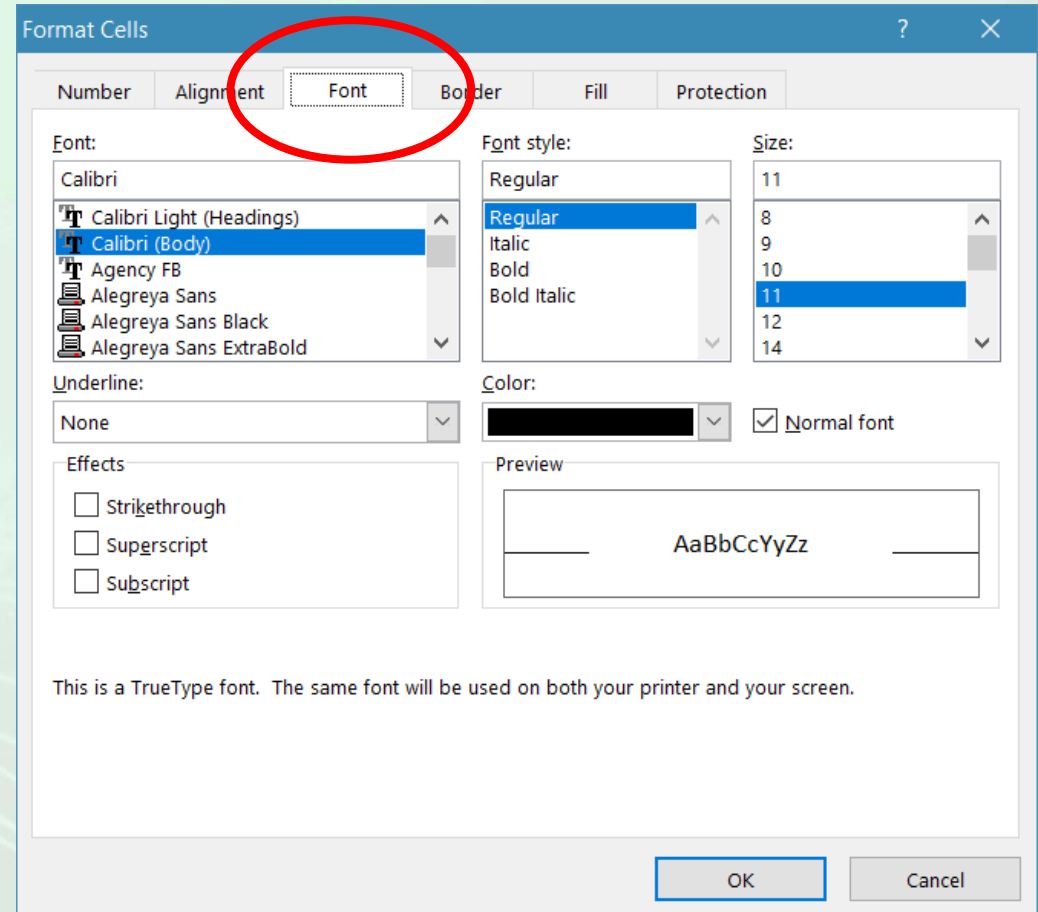 Format Cells ? ×
Number Alignment Font Border Fill Protection
Font: Font style: Size:
Calibri Regular 11
Calibri Light (Headings) Regular 8
Calibri (Body) Italic 9
Agency FB Bold 10
Alegreya Sans Bold Italic 11
Alegreya Sans Black 12
Alegreya Sans ExtraBold 14
Underline: Color:
None Normal font
Effects Preview
Strikethrough
Superscript AaBbCcYyZz
Subscript
This is a TrueType font.  The same font will be used on both your printer and your screen.
OK Cancel